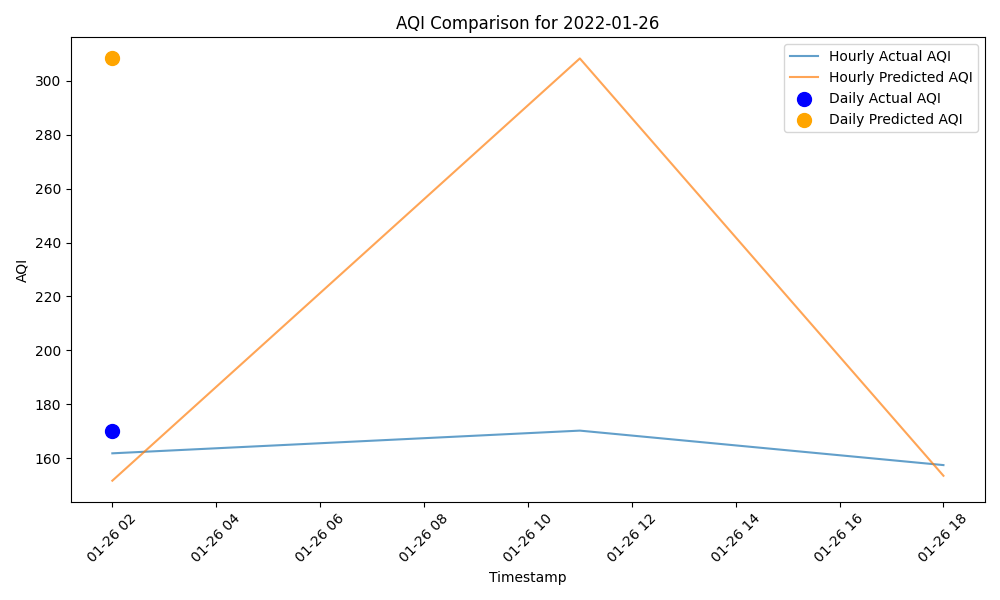 AQI Comparison for 2022-01-26
Hourly Actual AQI
Hourly Predicted AQI
Daily Actual AQI
Daily Predicted AQI
AQI
300
280
260
240
220
200
180
160
01-26 02
01-26 04
01-26 06
01-26 08
01-26 10
01-26 12
01-26 14
01-26 16
01-26 18
Timestamp